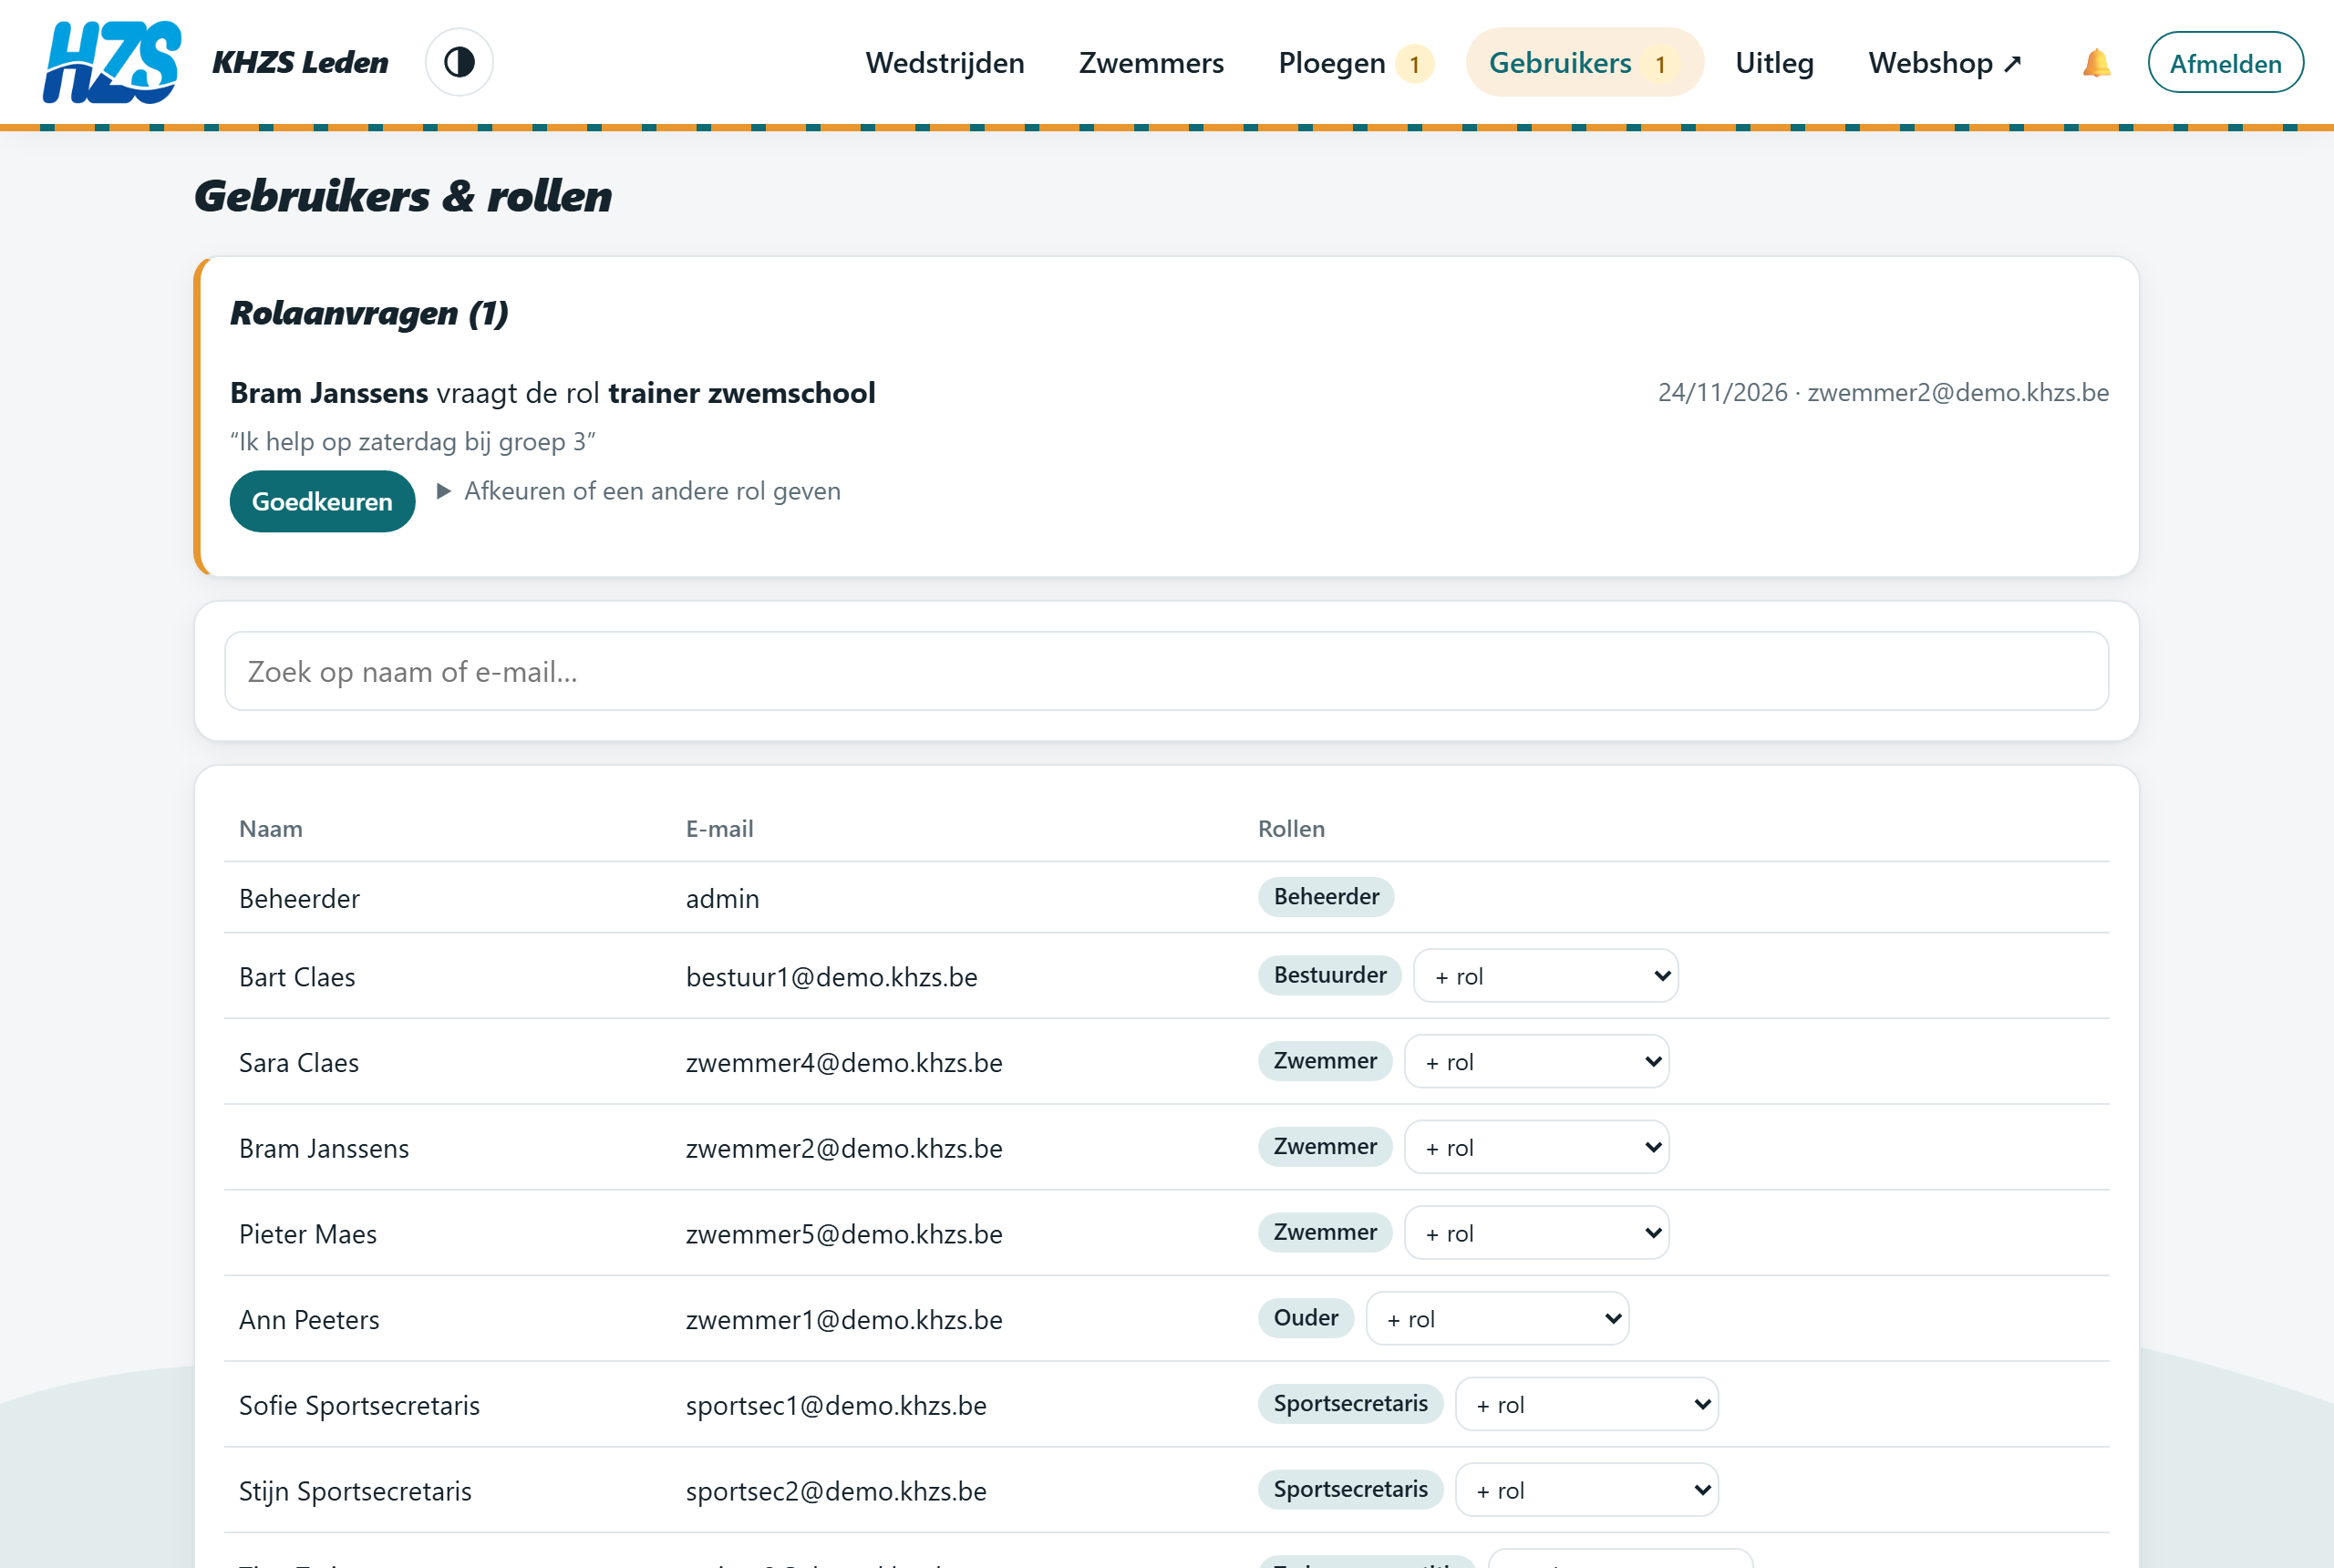 HZS KHZS Leden Wedstrijden Zwemmers Ploegen 1 Gebruikers 1 Uitleg Webshop ↗ Afmelden
Gebruikers & rollen
Rolaanvragen (1)
Bram Janssens vraagt de rol trainer zwemschool 24/11/2026 · zwemmer2@demo.khzs.be
“Ik help op zaterdag bij groep 3”
Goedkeuren ▶ Afkeuren of een andere rol geven
Zoek op naam of e-mail…
Naam E-mail Rollen
Beheerder admin Beheerder
Bart Claes bestuur1@demo.khzs.be Bestuurder + rol
Sara Claes zwemmer4@demo.khzs.be Zwemmer + rol
Bram Janssens zwemmer2@demo.khzs.be Zwemmer + rol
Pieter Maes zwemmer5@demo.khzs.be Zwemmer + rol
Ann Peeters zwemmer1@demo.khzs.be Ouder + rol
Sofie Sportsecretaris sportsec1@demo.khzs.be Sportsecretaris + rol
Stijn Sportsecretaris sportsec2@demo.khzs.be Sportsecretaris + rol